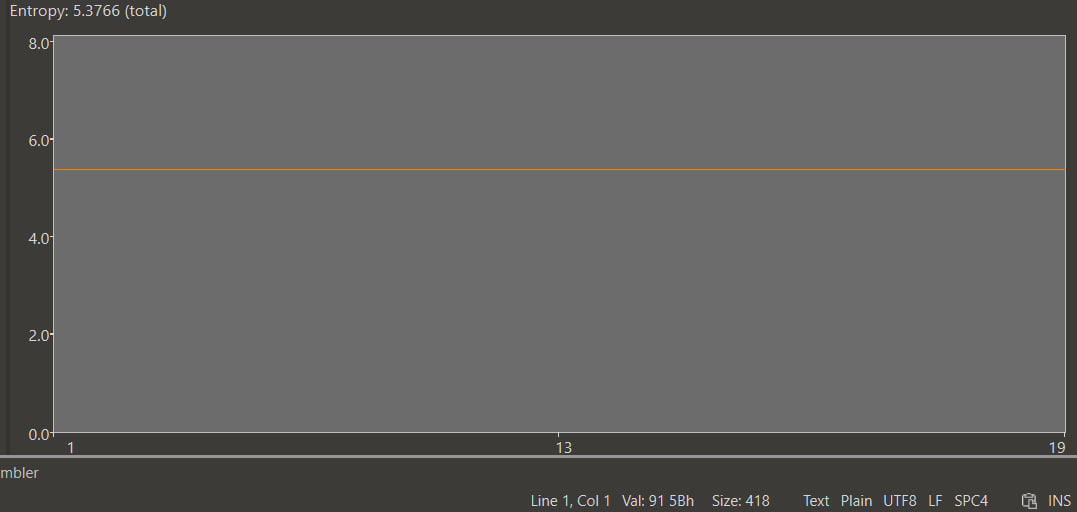 Entropy: 5.3766 (total)
8.0
6.0
4.0
2.0
0.0
1 13 19
mbler
Line 1, Col 1 Val: 91 5Bh Size: 418 Text Plain UTF8 LF SPC4 INS